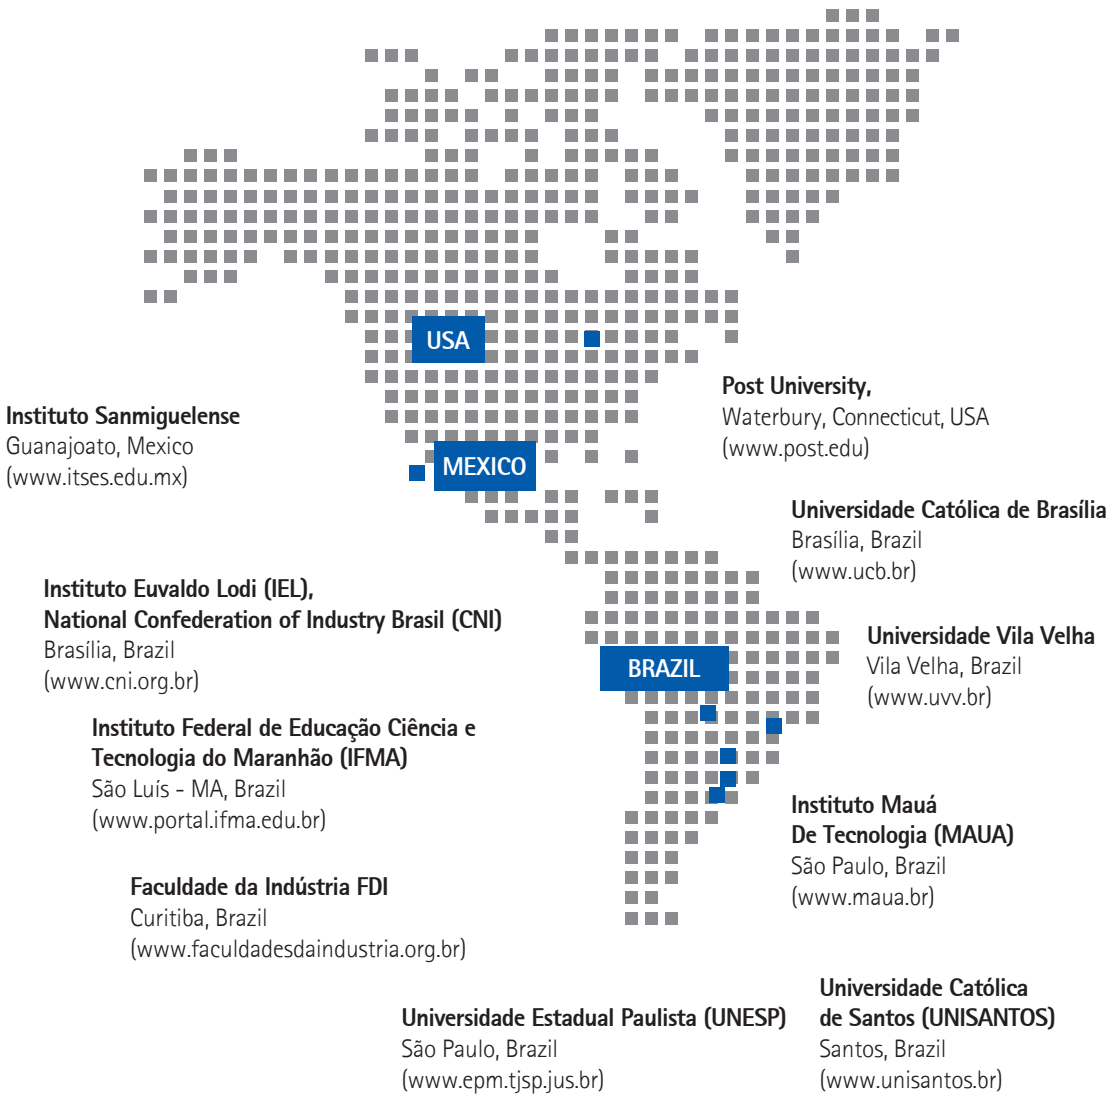 USA
Post University,
Waterbury, Connecticut, USA
(www.post.edu)
Instituto Sanmiguelense
Guanajoato, Mexico
(www.itses.edu.mx)
MEXICO
Universidade Católica de Brasília
Brasília, Brazil
(www.ucb.br)
Instituto Euvaldo Lodi (IEL),
National Confederation of Industry Brasil (CNI)
Brasília, Brazil
(www.cni.org.br)
Universidade Vila Velha
Vila Velha, Brazil
(www.uvv.br)
BRAZIL
Instituto Federal de Educação Ciência e
Tecnologia do Maranhão (IFMA)
São Luís - MA, Brazil
(www.portal.ifma.edu.br)
Instituto Mauá
De Tecnologia (MAUA)
São Paulo, Brazil
(www.maua.br)
Faculdade da Indústria FDI
Curitiba, Brazil
(www.faculdadesdaindustria.org.br)
Universidade Estadual Paulista (UNESP)
São Paulo, Brazil
(www.epm.tjsp.jus.br)
Universidade Católica
de Santos (UNISANTOS)
Santos, Brazil
(www.unisantos.br)